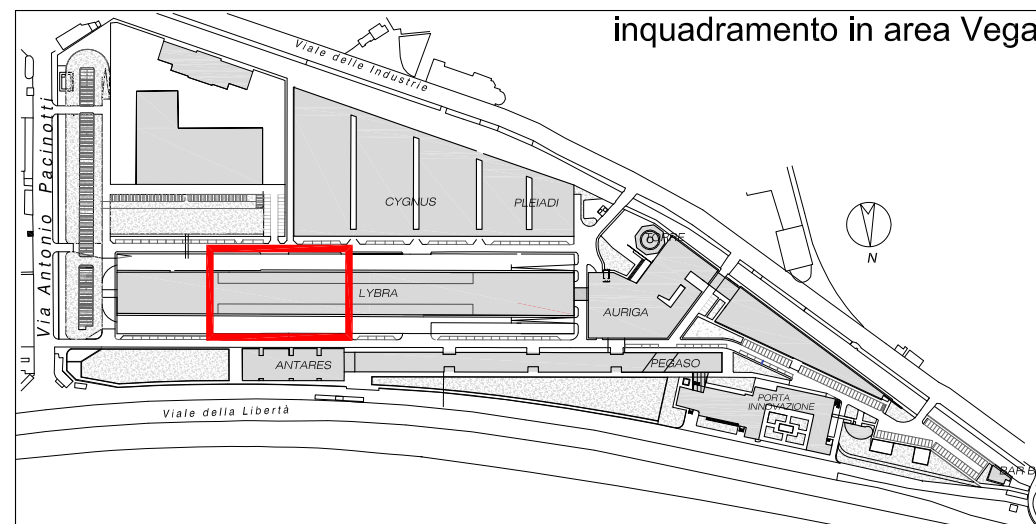 inquadramento in area Vega
Viale delle Industrie
Via Antonio Pacinotti
CYGNUS
PLEIADI
TORRE
N
LYBRA
AURIGA
ANTARES
PEGASO
PORTA
INNOVAZIONE
Viale della Libertà
BAR B